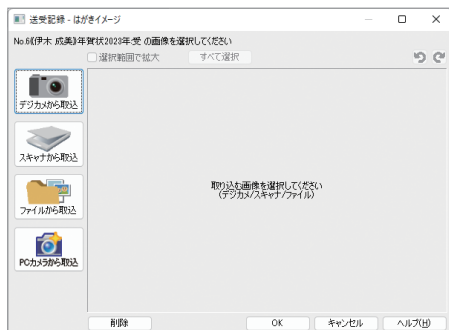 送受記録 - はがきイメージ
No.6《伊木 成美》年賀状2023年:受 の画像を選択してください
選択範囲で拡大
すべて選択
デジカメから取込
スキャナから取込
ファイルから取込
PCカメラから取込
取り込む画像を選択してください
(デジカメ/スキャナ/ファイル)
削除
OK
キャンセル
ヘルプ(H)